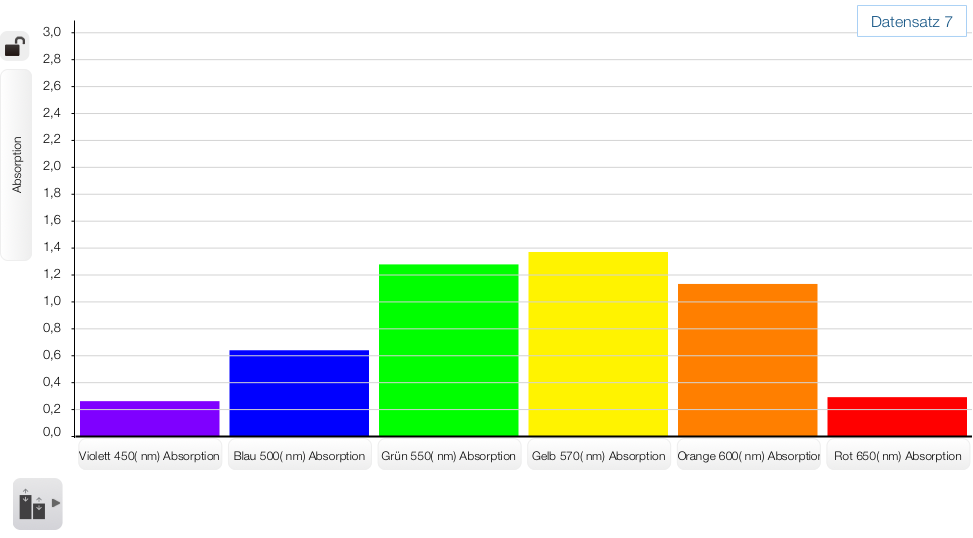 Datensatz 7
Absorption
3,0
2,8
2,6
2,4
2,2
2,0
1,8
1,6
1,4
1,2
1,0
0,8
0,6
0,4
0,2
0,0
Violett 450( nm) Absorption
Blau 500( nm) Absorption
Grün 550( nm) Absorption
Gelb 570( nm) Absorption
Orange 600( nm) Absorption
Rot 650( nm) Absorption